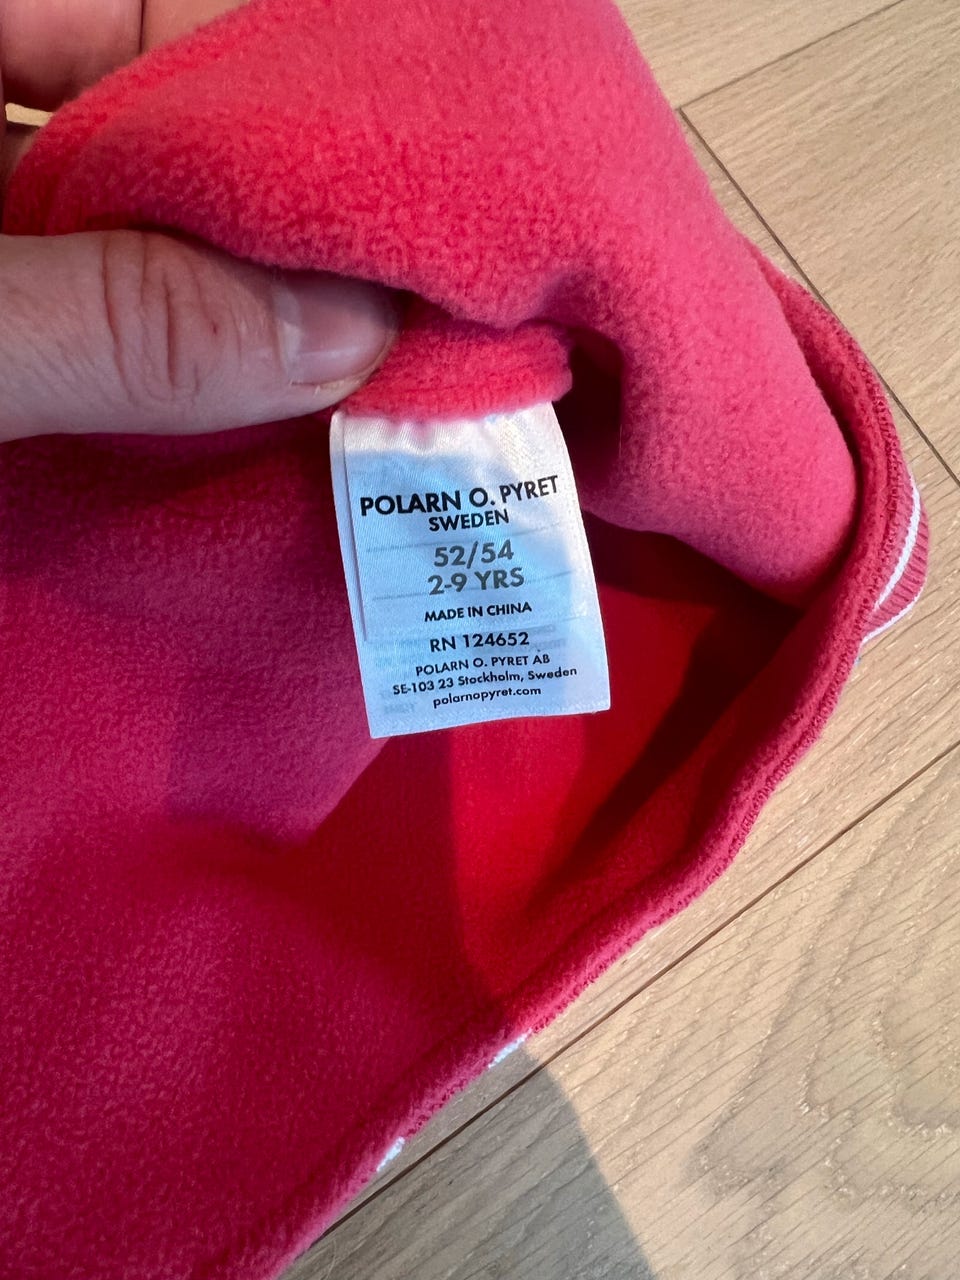 POLARN O. PYRET
SWEDEN
52/54
2-9 YRS
MADE IN CHINA
RN 124652
POLARN O. PYRET AB
SE-103 23 Stockholm, Sweden
polarnopyret.com